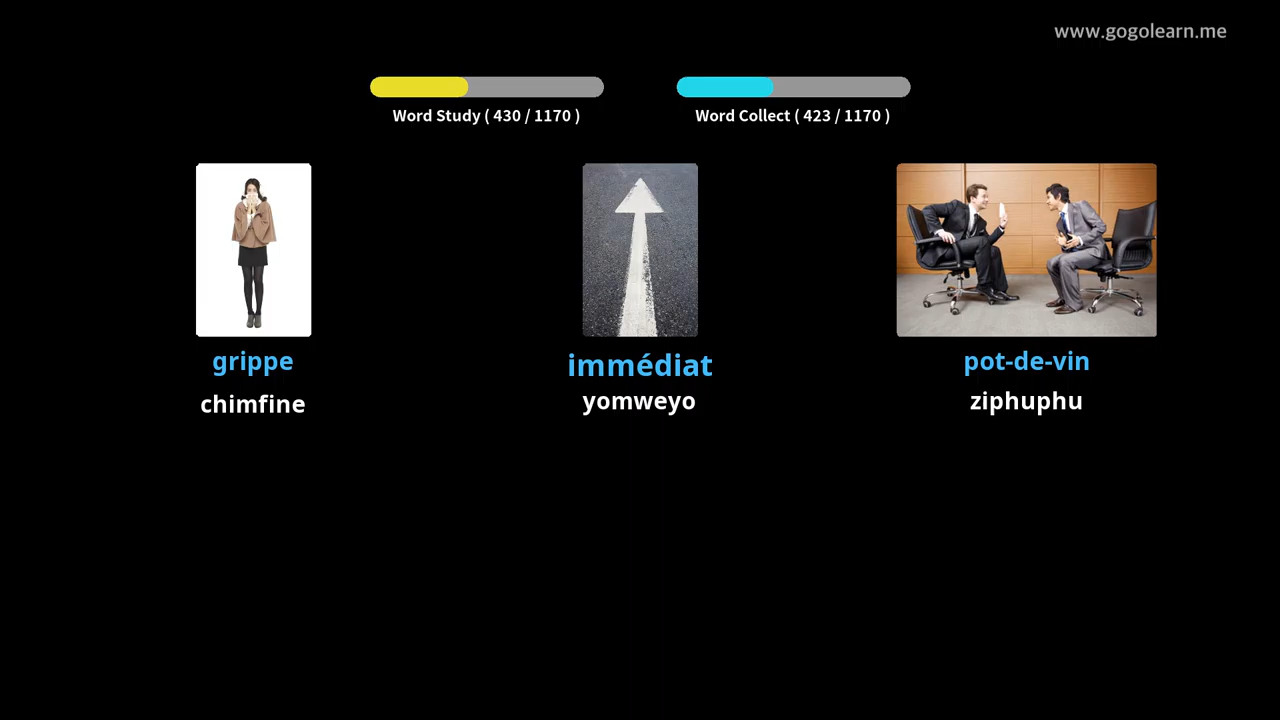 www.gogolearn.me
Word Study ( 430 / 1170 )
Word Collect ( 423 / 1170 )
grippe
immédiat
pot-de-vin
chimfine
yomweyo
ziphuphu